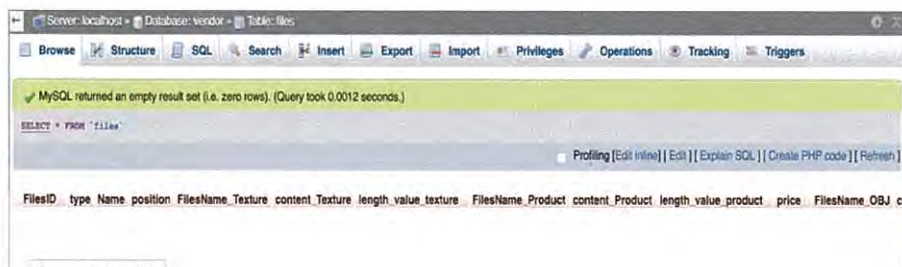 Server: localhost » Database: vendor » Table: files
Browse Structure SQL Search Insert Export Import Privileges Operations Tracking Triggers
MySQL returned an empty result set (i.e. zero rows). (Query took 0.0012 seconds.)
SELECT * FROM `files`
Profiling [Edit inline] [ Edit ] [ Explain SQL ] [ Create PHP code ] [ Refresh ]
FilesID type Name position FilesName_Texture content_Texture length_value_texture FilesName_Product content_Product length_value_product price FilesName_OBJ c